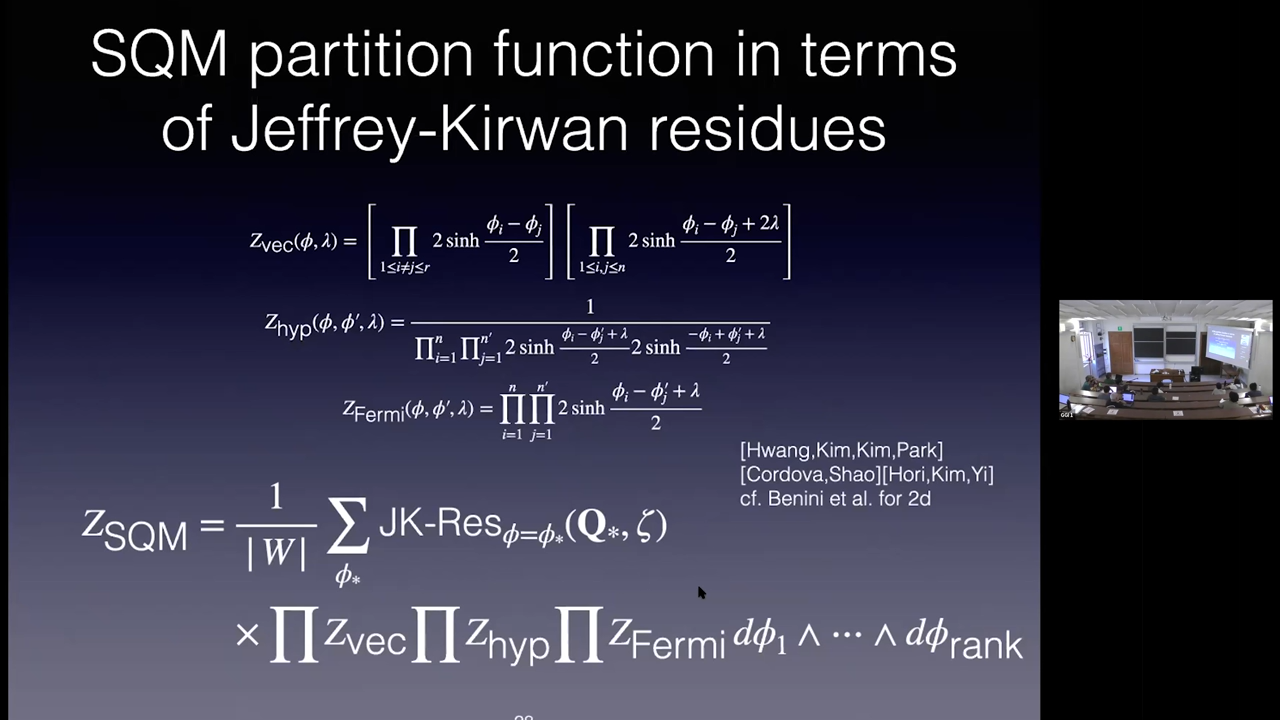 SQM partition function in terms
of Jeffrey-Kirwan residues
Z_vec(ϕ, λ) = [∏_{1≤i≠j≤r} 2 sinh (ϕ_i − ϕ_j)/2] [∏_{1≤i,j≤n} 2 sinh (ϕ_i − ϕ_j + 2λ)/2]
Z_hyp(ϕ, ϕ′, λ) = 1 / (∏_{i=1}^{n} ∏_{j=1}^{n′} 2 sinh (ϕ_i − ϕ′_j + λ)/2 2 sinh (−ϕ_i + ϕ′_j + λ)/2)
Z_Fermi(ϕ, ϕ′, λ) = ∏_{i=1}^{n} ∏_{j=1}^{n′} 2 sinh (ϕ_i − ϕ′_j + λ)/2
[Hwang,Kim,Kim,Park]
[Cordova,Shao][Hori,Kim,Yi]
cf. Benini et al. for 2d
Z_SQM = 1/|W| ∑_{ϕ_*} JK-Res_{ϕ=ϕ_*}(Q_*, ζ)
× ∏ Z_vec ∏ Z_hyp ∏ Z_Fermi dϕ_1 ∧ ⋯ ∧ dϕ_rank